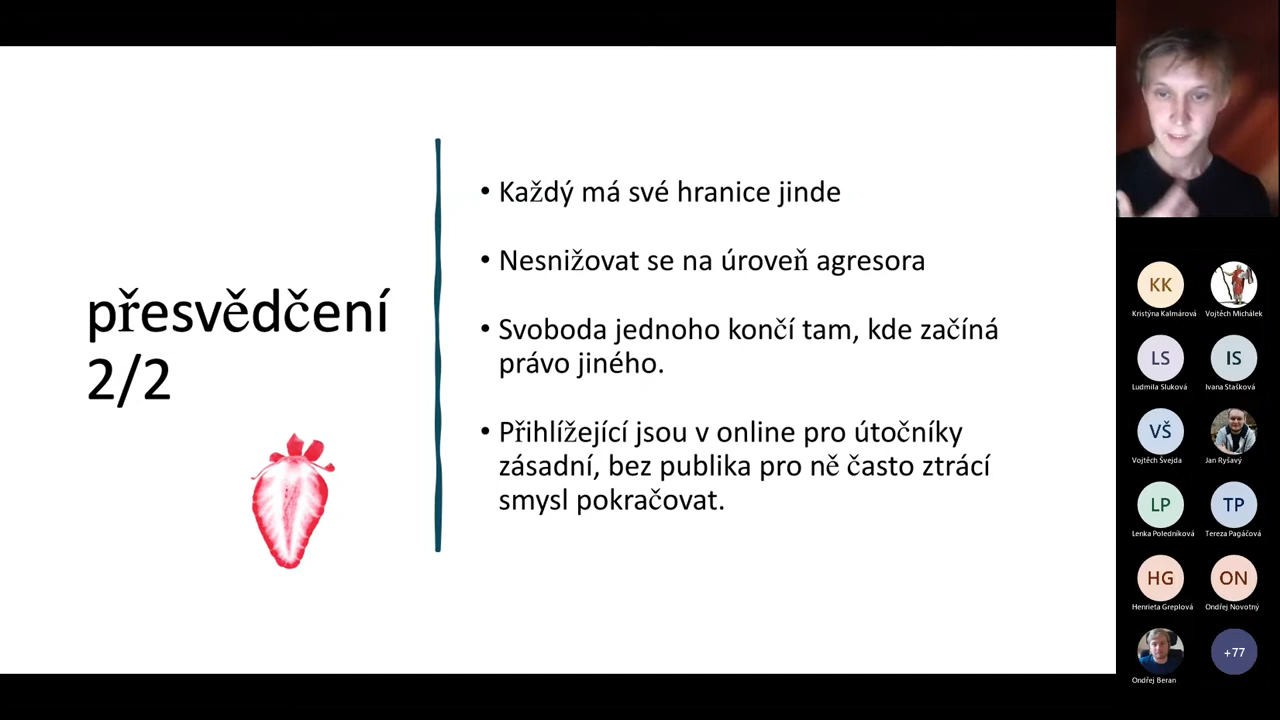 přesvědčení
2/2
• Každý má své hranice jinde
• Nesnižovat se na úroveň agresora
• Svoboda jednoho končí tam, kde začíná
právo jiného.
• Přihlížející jsou v online pro útočníky
zásadní, bez publika pro ně často ztrácí
smysl pokračovat.
KK
Kristýna Kalmárová
Vojtěch Michálek
LS
IS
Ludmila Sluková
Ivana Stašková
VŠ
Vojtěch Švejda
Jan Ryšavý
LP
TP
Lenka Poledníková
Tereza Pagáčová
HG
ON
Henrieta Greplová
Ondřej Novotný
Ondřej Beran
+77